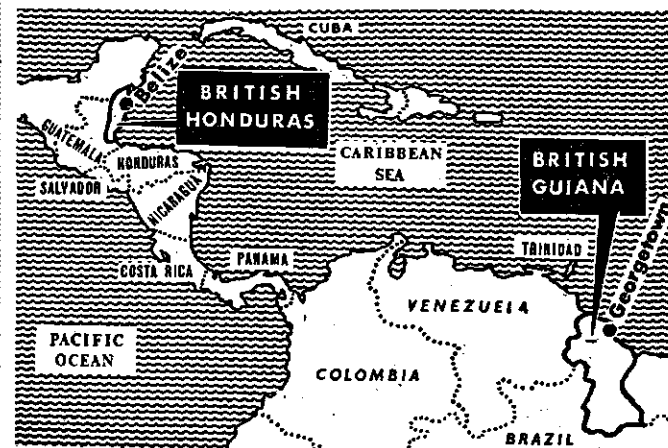 CUBA
Belize
BRITISH
HONDURAS
GUATEMALA
HONDURAS
CARIBBEAN
SEA
BRITISH
GUIANA
SALVADOR
NICARAGUA
Georgetown
TRINIDAD
COSTA RICA
PANAMA
VENEZUELA
PACIFIC
OCEAN
COLOMBIA
BRAZIL